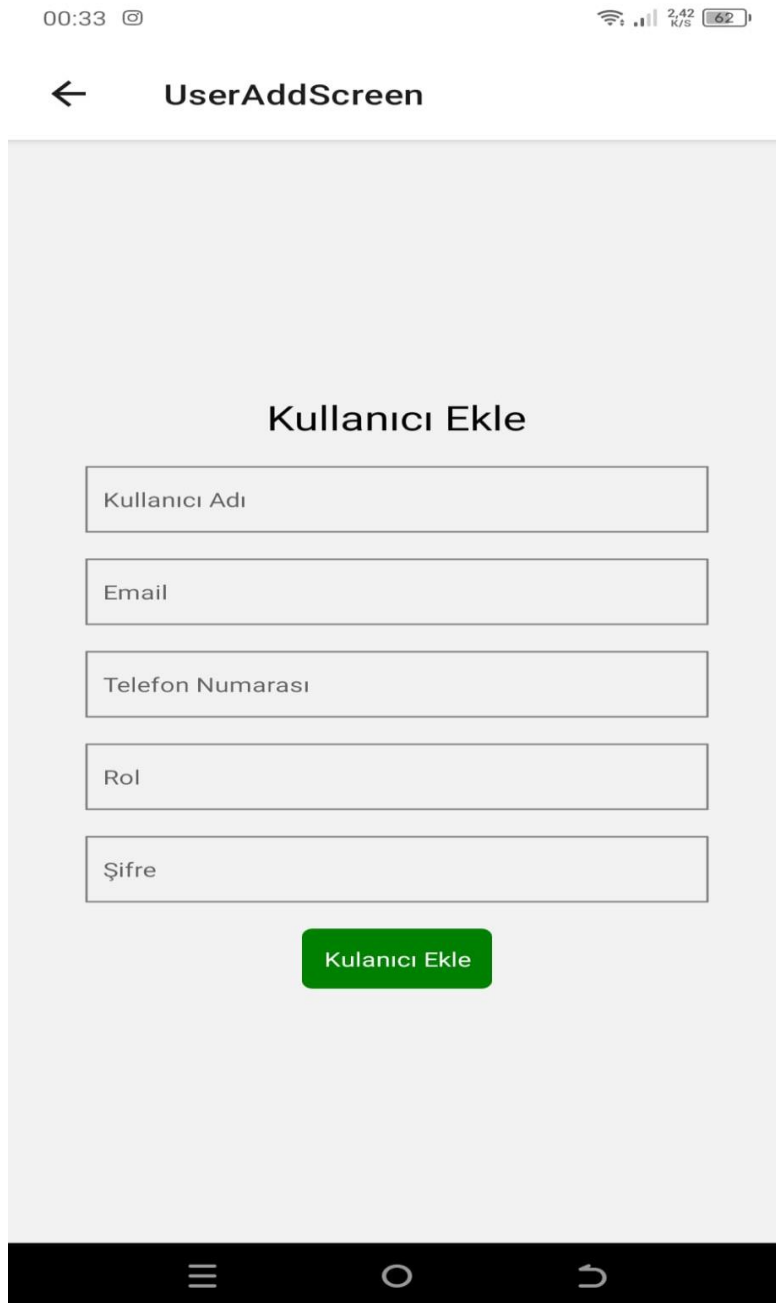 00:33
2,42
K/S
62
UserAddScreen
Kullanıcı Ekle
Kullanıcı Adı
Email
Telefon Numarası
Rol
Şifre
Kulanıcı Ekle